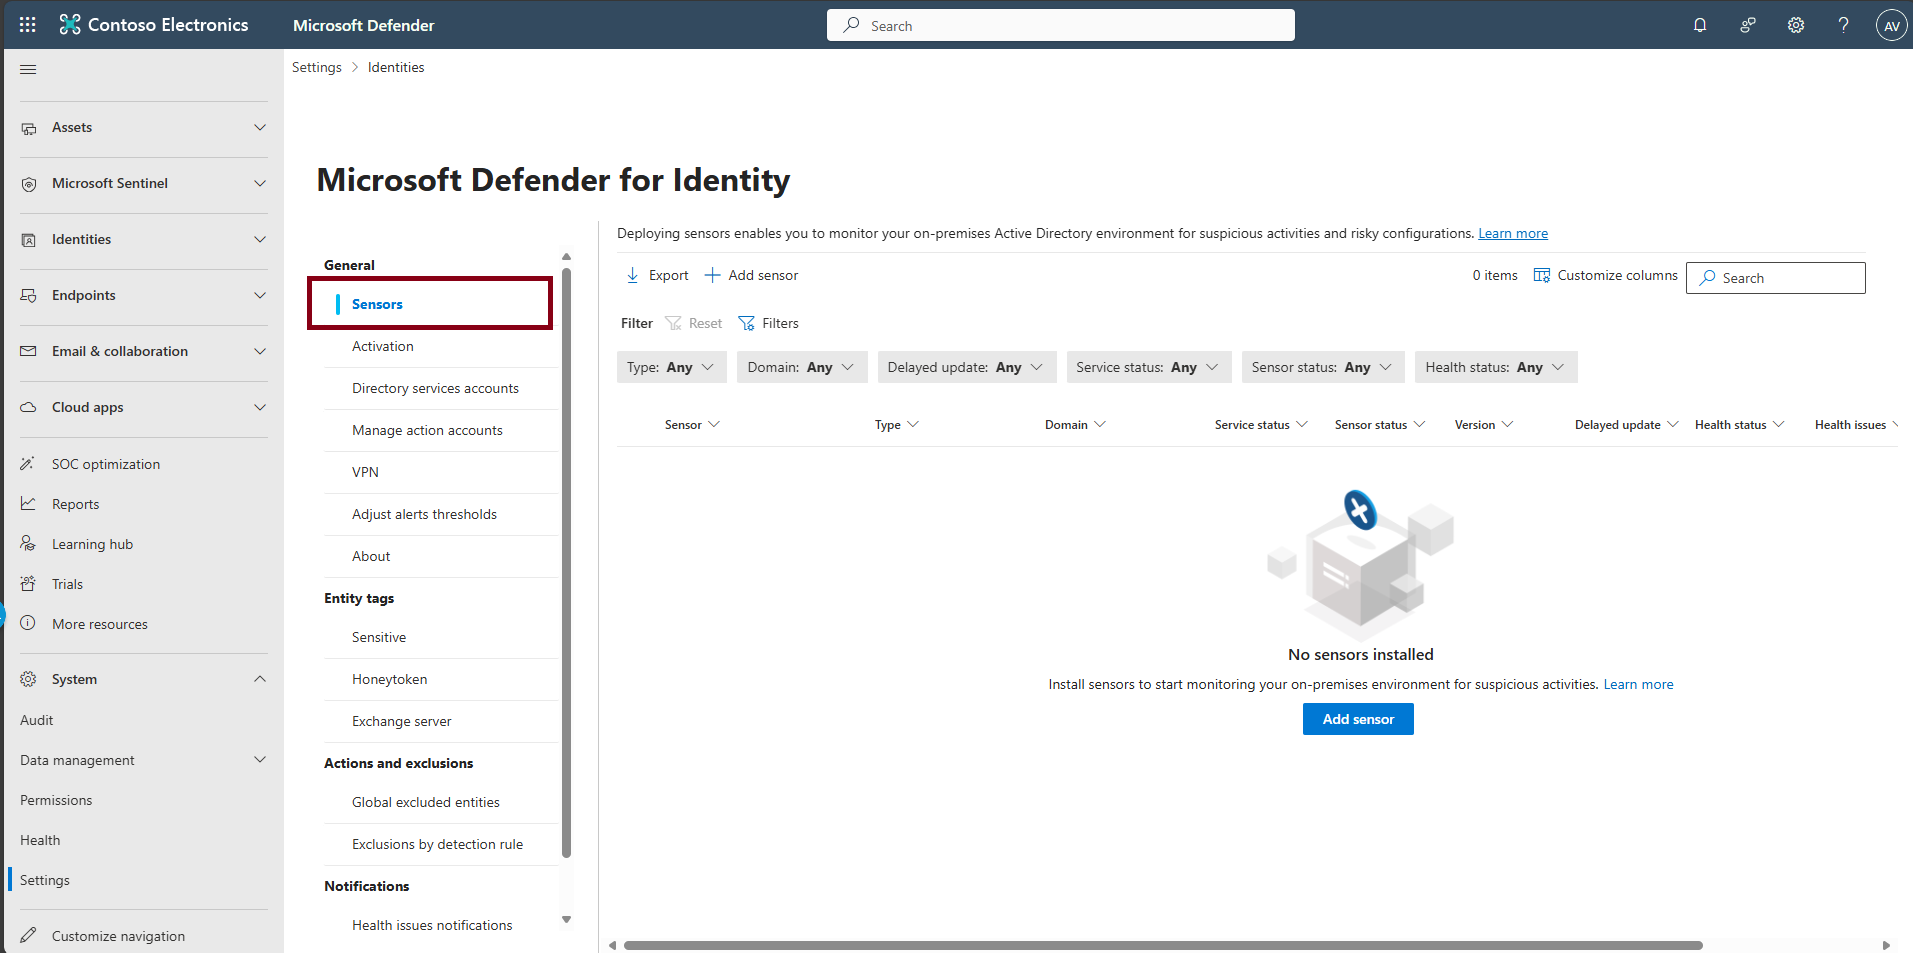 Contoso Electronics
Microsoft Defender
Search
AV
Settings > Identities
Assets
Microsoft Sentinel
Identities
Endpoints
Email & collaboration
Cloud apps
SOC optimization
Reports
Learning hub
Trials
More resources
System
Audit
Data management
Permissions
Health
Settings
Customize navigation
Microsoft Defender for Identity
General
Sensors
Activation
Directory services accounts
Manage action accounts
VPN
Adjust alerts thresholds
About
Entity tags
Sensitive
Honeytoken
Exchange server
Actions and exclusions
Global excluded entities
Exclusions by detection rule
Notifications
Health issues notifications
Deploying sensors enables you to monitor your on-premises Active Directory environment for suspicious activities and risky configurations. Learn more
Export
Add sensor
0 items
Customize columns
Search
Filter
Reset
Filters
Type: Any
Domain: Any
Delayed update: Any
Service status: Any
Sensor status: Any
Health status: Any
Sensor
Type
Domain
Service status
Sensor status
Version
Delayed update
Health status
Health issues
No sensors installed
Install sensors to start monitoring your on-premises environment for suspicious activities. Learn more
Add sensor